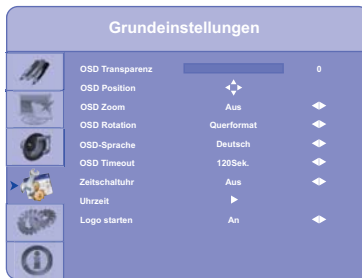 Grundeinstellungen
OSD Transparenz 0
OSD Position
OSD Zoom Aus
OSD Rotation Querformat
OSD-Sprache Deutsch
OSD Timeout 120Sek.
Zeitschaltuhr Aus
Uhrzeit
Logo starten An